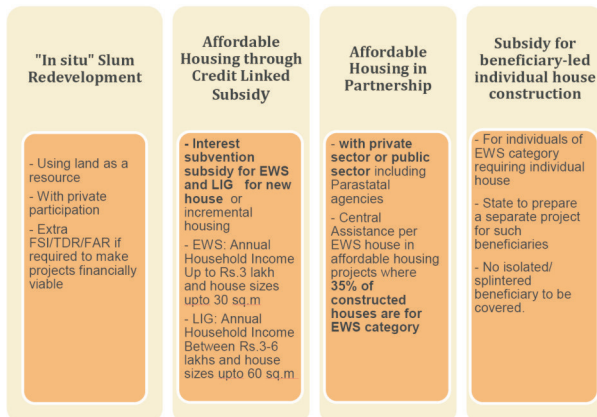 "In situ" Slum
Redevelopment
- Using land as a
resource
- With private
participation
- Extra
FSI/TDR/FAR if
required to make
projects financially
viable
Affordable
Housing through
Credit Linked
Subsidy
- Interest
subvention
subsidy for EWS
and LIG for new
house or
incremental
housing
- EWS: Annual
Household Income
Up to Rs.3 lakh
and house sizes
upto 30 sq.m
- LIG: Annual
Household Income
Between Rs.3-6
lakhs and house
sizes upto 60 sq.m
Affordable
Housing in
Partnership
- with private
sector or public
sector including
Parastatal
agencies
- Central
Assistance per
EWS house in
affordable housing
projects where
35% of
constructed
houses are for
EWS category
Subsidy for
beneficiary-led
individual house
construction
- For individuals of
EWS category
requiring individual
house
- State to prepare
a separate project
for such
beneficiaries
- No isolated/
splintered
beneficiary to be
covered.